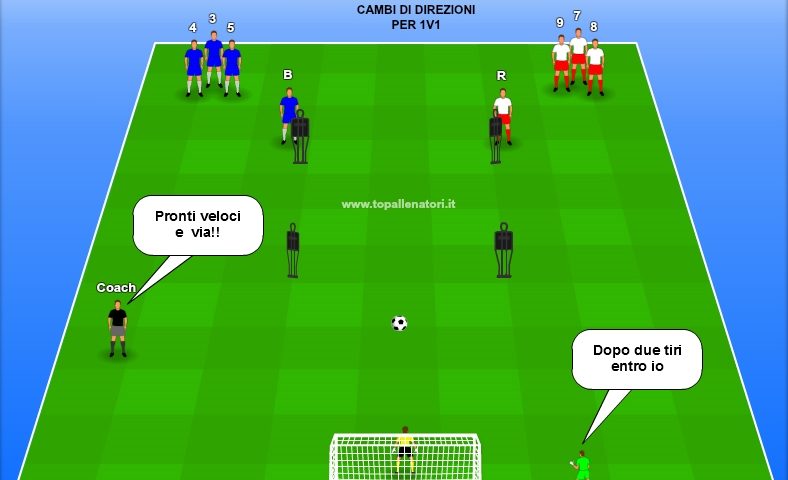 CAMBI DI DIREZIONI
PER 1V1
4
3
5
9
7
8
B
R
www.topallenatori.it
Pronti veloci
e via!!
Coach
Dopo due tiri
entro io